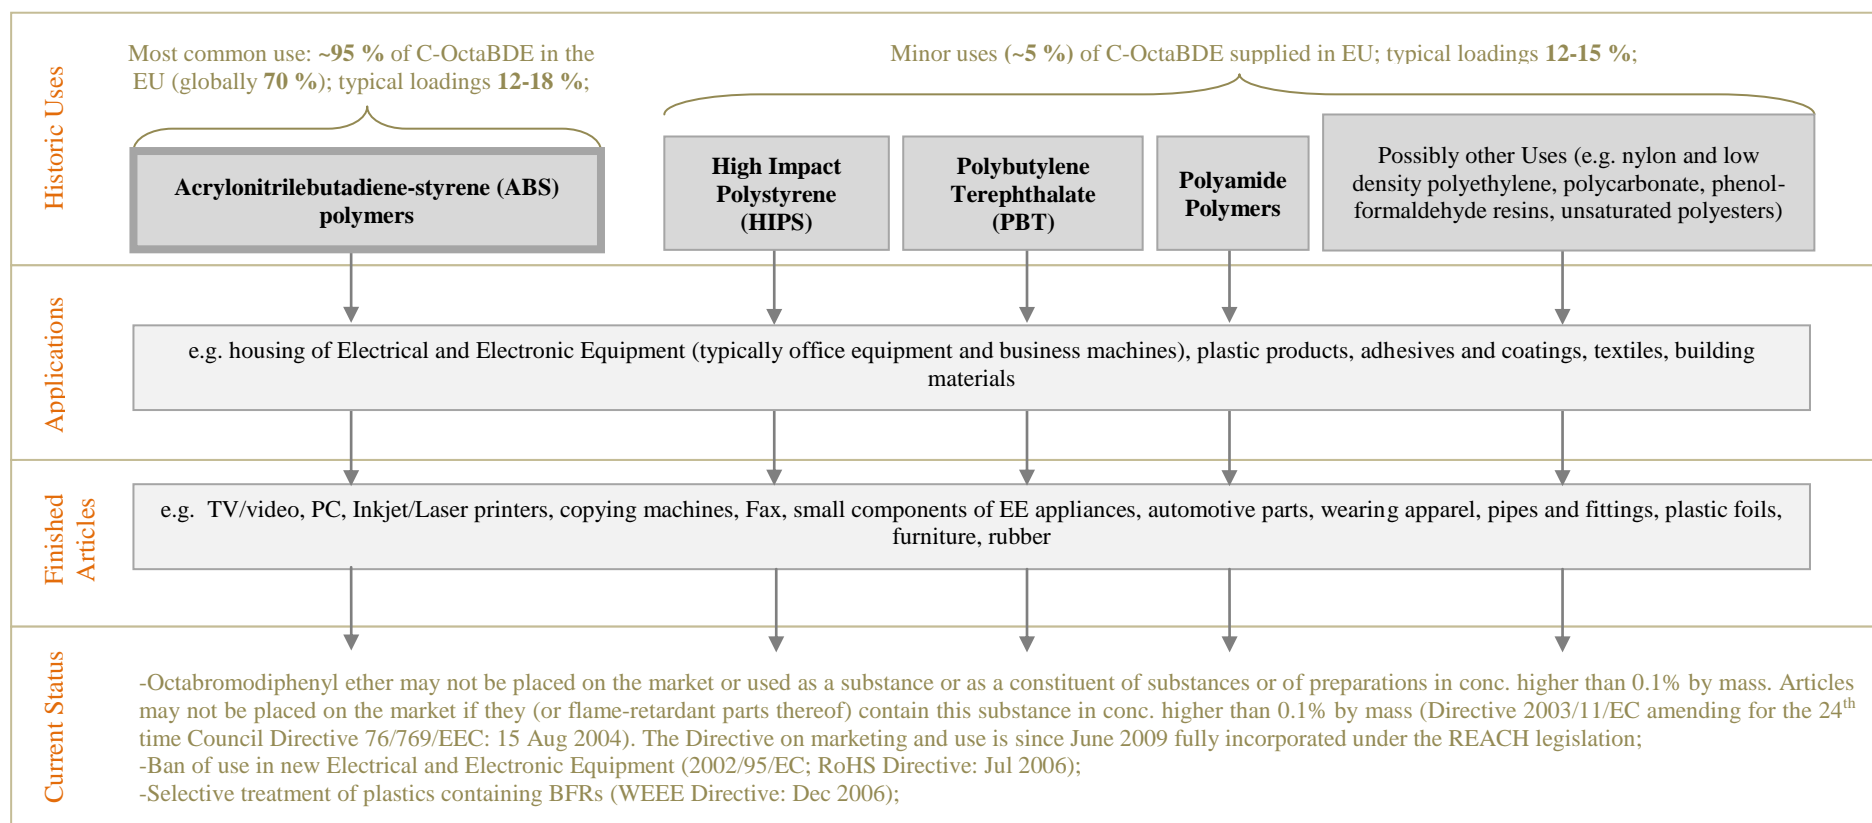 Historic Uses
Most common use: ~95 % of C-OctaBDE in the
EU (globally 70 %); typical loadings 12-18 %;
Minor uses (~5 %) of C-OctaBDE supplied in EU; typical loadings 12-15 %;
Acrylonitrilebutadiene-styrene (ABS)
polymers
High Impact
Polystyrene
(HIPS)
Polybutylene
Terephthalate
(PBT)
Polyamide
Polymers
Possibly other Uses (e.g. nylon and low
density polyethylene, polycarbonate, phenol-
formaldehyde resins, unsaturated polyesters)
Applications
e.g. housing of Electrical and Electronic Equipment (typically office equipment and business machines), plastic products, adhesives and coatings, textiles, building
materials
Finished
Articles
e.g.  TV/video, PC, Inkjet/Laser printers, copying machines, Fax, small components of EE appliances, automotive parts, wearing apparel, pipes and fittings, plastic foils,
furniture, rubber
Current Status
-Octabromodiphenyl ether may not be placed on the market or used as a substance or as a constituent of substances or of preparations in conc. higher than 0.1% by mass. Articles
may not be placed on the market if they (or flame-retardant parts thereof) contain this substance in conc. higher than 0.1% by mass (Directive 2003/11/EC amending for the 24th
time Council Directive 76/769/EEC: 15 Aug 2004). The Directive on marketing and use is since June 2009 fully incorporated under the REACH legislation;
-Ban of use in new Electrical and Electronic Equipment (2002/95/EC; RoHS Directive: Jul 2006);
-Selective treatment of plastics containing BFRs (WEEE Directive: Dec 2006);